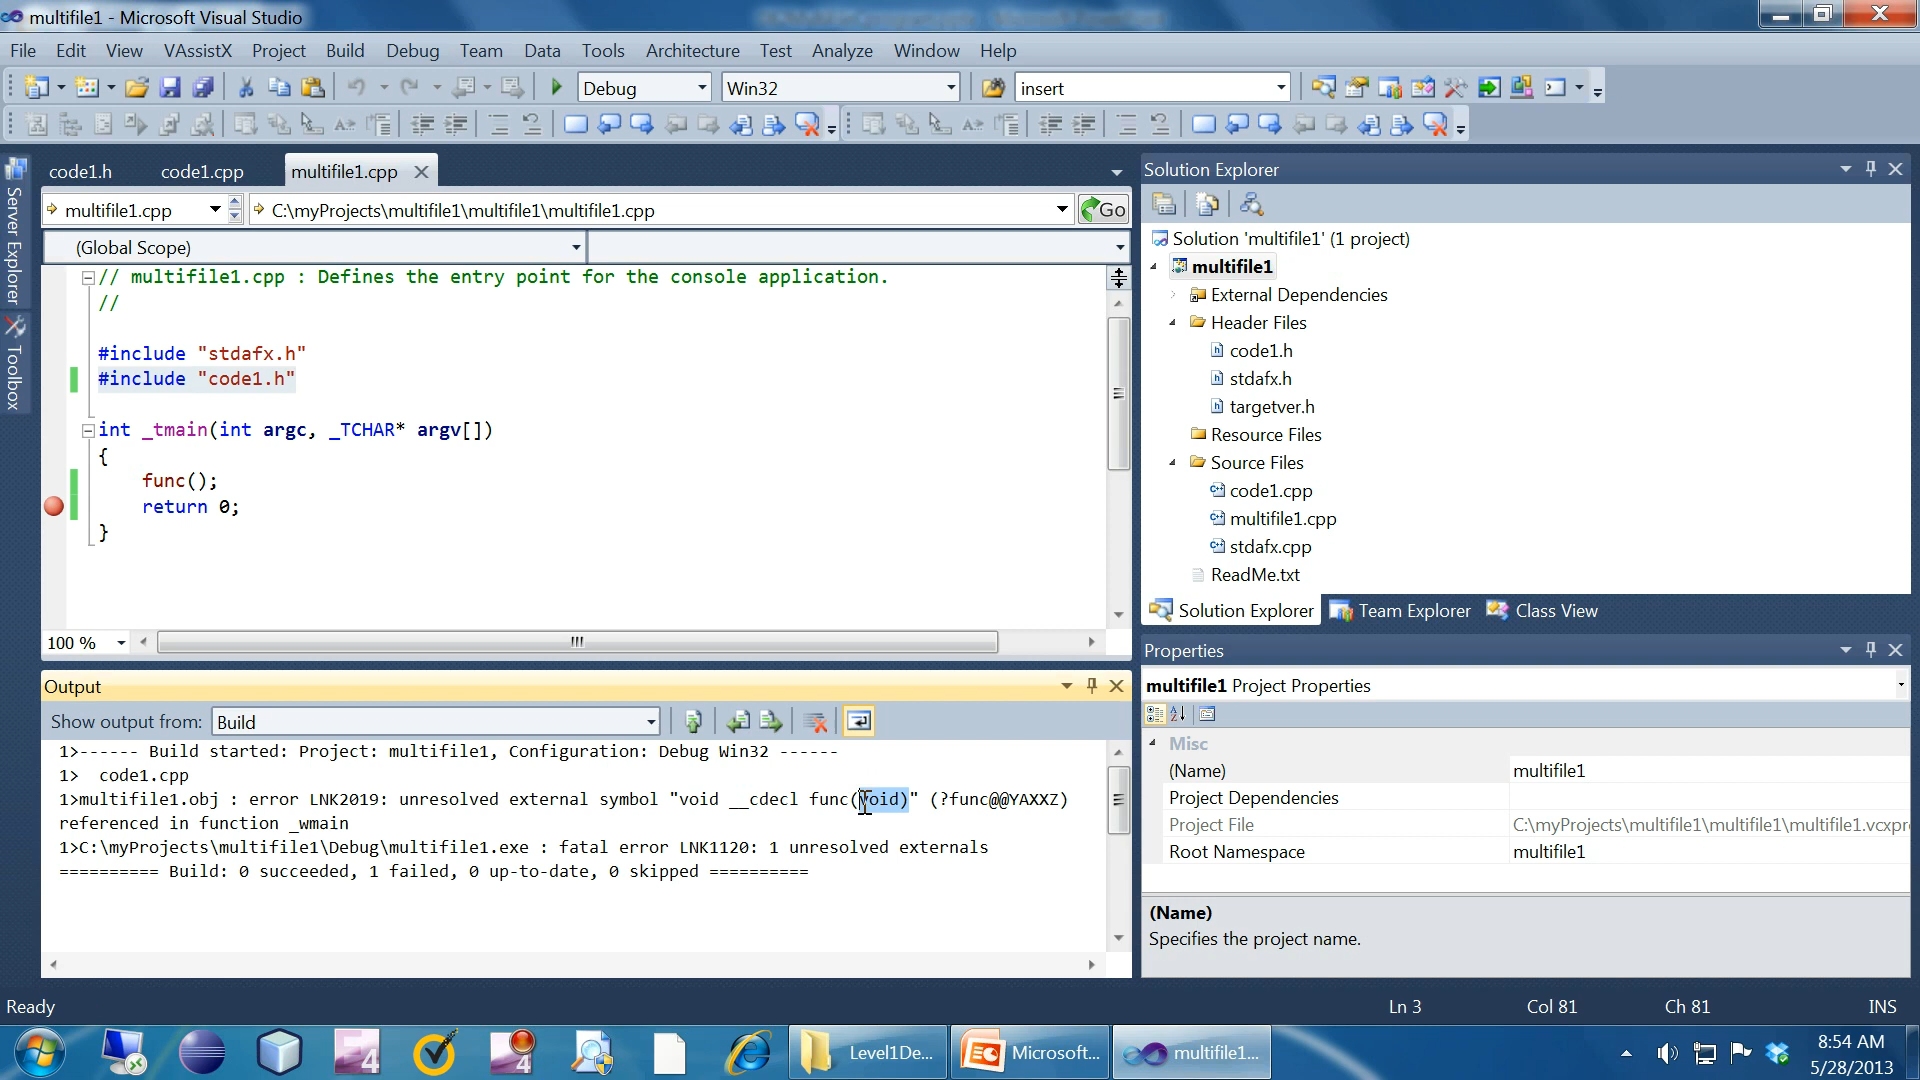 multifile1 - Microsoft Visual Studio
File Edit View VAssistX Project Build Debug Team Data Tools Architecture Test Analyze Window Help
Debug Win32 insert
Server Explorer
Toolbox
code1.h code1.cpp multifile1.cpp
multifile1.cpp C:\myProjects\multifile1\multifile1\multifile1.cpp Go
(Global Scope)
// multifile1.cpp : Defines the entry point for the console application.
//
#include "stdafx.h"
#include "code1.h"
int _tmain(int argc, _TCHAR* argv[])
{
func();
return 0;
}
100 %
Output
Show output from: Build
1>------ Build started: Project: multifile1, Configuration: Debug Win32 ------
1>  code1.cpp
1>multifile1.obj : error LNK2019: unresolved external symbol "void __cdecl func(void)" (?func@@YAXXZ)
referenced in function _wmain
1>C:\myProjects\multifile1\Debug\multifile1.exe : fatal error LNK1120: 1 unresolved externals
========== Build: 0 succeeded, 1 failed, 0 up-to-date, 0 skipped ==========
Solution Explorer
Solution 'multifile1' (1 project)
multifile1
External Dependencies
Header Files
code1.h
stdafx.h
targetver.h
Resource Files
Source Files
code1.cpp
multifile1.cpp
stdafx.cpp
ReadMe.txt
Solution Explorer Team Explorer Class View
Properties
multifile1 Project Properties
Misc
(Name) multifile1
Project Dependencies
Project File C:\myProjects\multifile1\multifile1\multifile1.vcxpr
Root Namespace multifile1
(Name)
Specifies the project name.
Ready Ln 3 Col 81 Ch 81 INS
Level1De... Microsoft... multifile1...
8:54 AM
5/28/2013